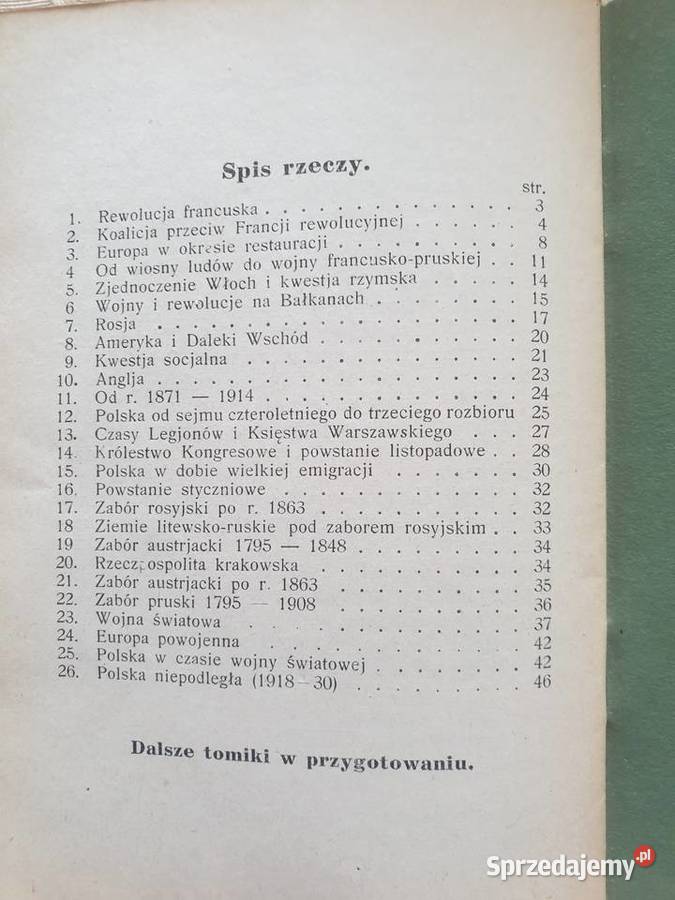 Spis rzeczy.
str.
1. Rewolucja francuska . . . . . . . . . . . . . . 3
2. Koalicja przeciw Francji rewolucyjnej . . . . . . 4
3. Europa w okresie restauracji . . . . . . . . . . 8
4 Od wiosny ludów do wojny francusko-pruskiej . . 11
5. Zjednoczenie Włoch i kwestja rzymska . . . . . . 14
6 Wojny i rewolucje na Bałkanach . . . . . . . . 15
7. Rosja . . . . . . . . . . . . . . . . . . . 17
8. Ameryka i Daleki Wschód . . . . . . . . . . . 20
9. Kwestja socjalna . . . . . . . . . . . . . . . 21
10. Anglja . . . . . . . . . . . . . . . . . . . 23
11. Od r. 1871 — 1914 . . . . . . . . . . . . . 24
12. Polska od sejmu czteroletniego do trzeciego rozbioru 25
13. Czasy Legjonów i Księstwa Warszawskiego . . . 27
14. Królestwo Kongresowe i powstanie listopadowe . . 28
15. Polska w dobie wielkiej emigracji . . . . . . . 30
16. Powstanie styczniowe . . . . . . . . . . . . . 32
17. Zabór rosyjski po r. 1863 . . . . . . . . . . . 32
18 Ziemie litewsko-ruskie pod zaborem rosyjskim . . 33
19 Zabór austrjacki 1795 — 1848 . . . . . . . . . 34
20. Rzeczpospolita krakowska . . . . . . . . . . . 34
21. Zabór austrjacki po r. 1863 . . . . . . . . . . 35
22. Zabór pruski 1795 — 1908 . . . . . . . . . . 36
23. Wojna światowa . . . . . . . . . . . . . . 37
24. Europa powojenna . . . . . . . . . . . . . 42
25. Polska w czasie wojny światowej . . . . . . . . 42
26. Polska niepodległa (1918—30) . . . . . . . . . 46
Dalsze tomiki w przygotowaniu.
Sprzedajemy.pl